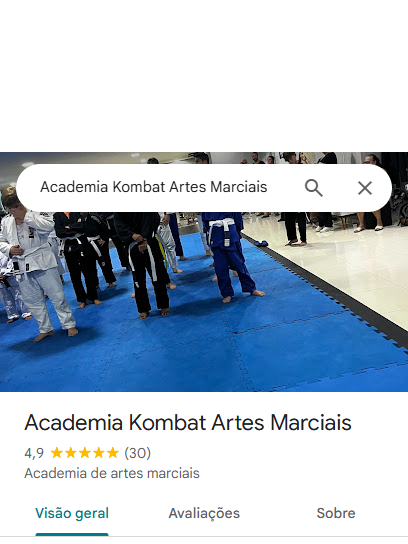 Academia Kombat Artes Marciais
Academia Kombat Artes Marciais
4,9 ★★★★★ (30)
Academia de artes marciais
Visão geral Avaliações Sobre